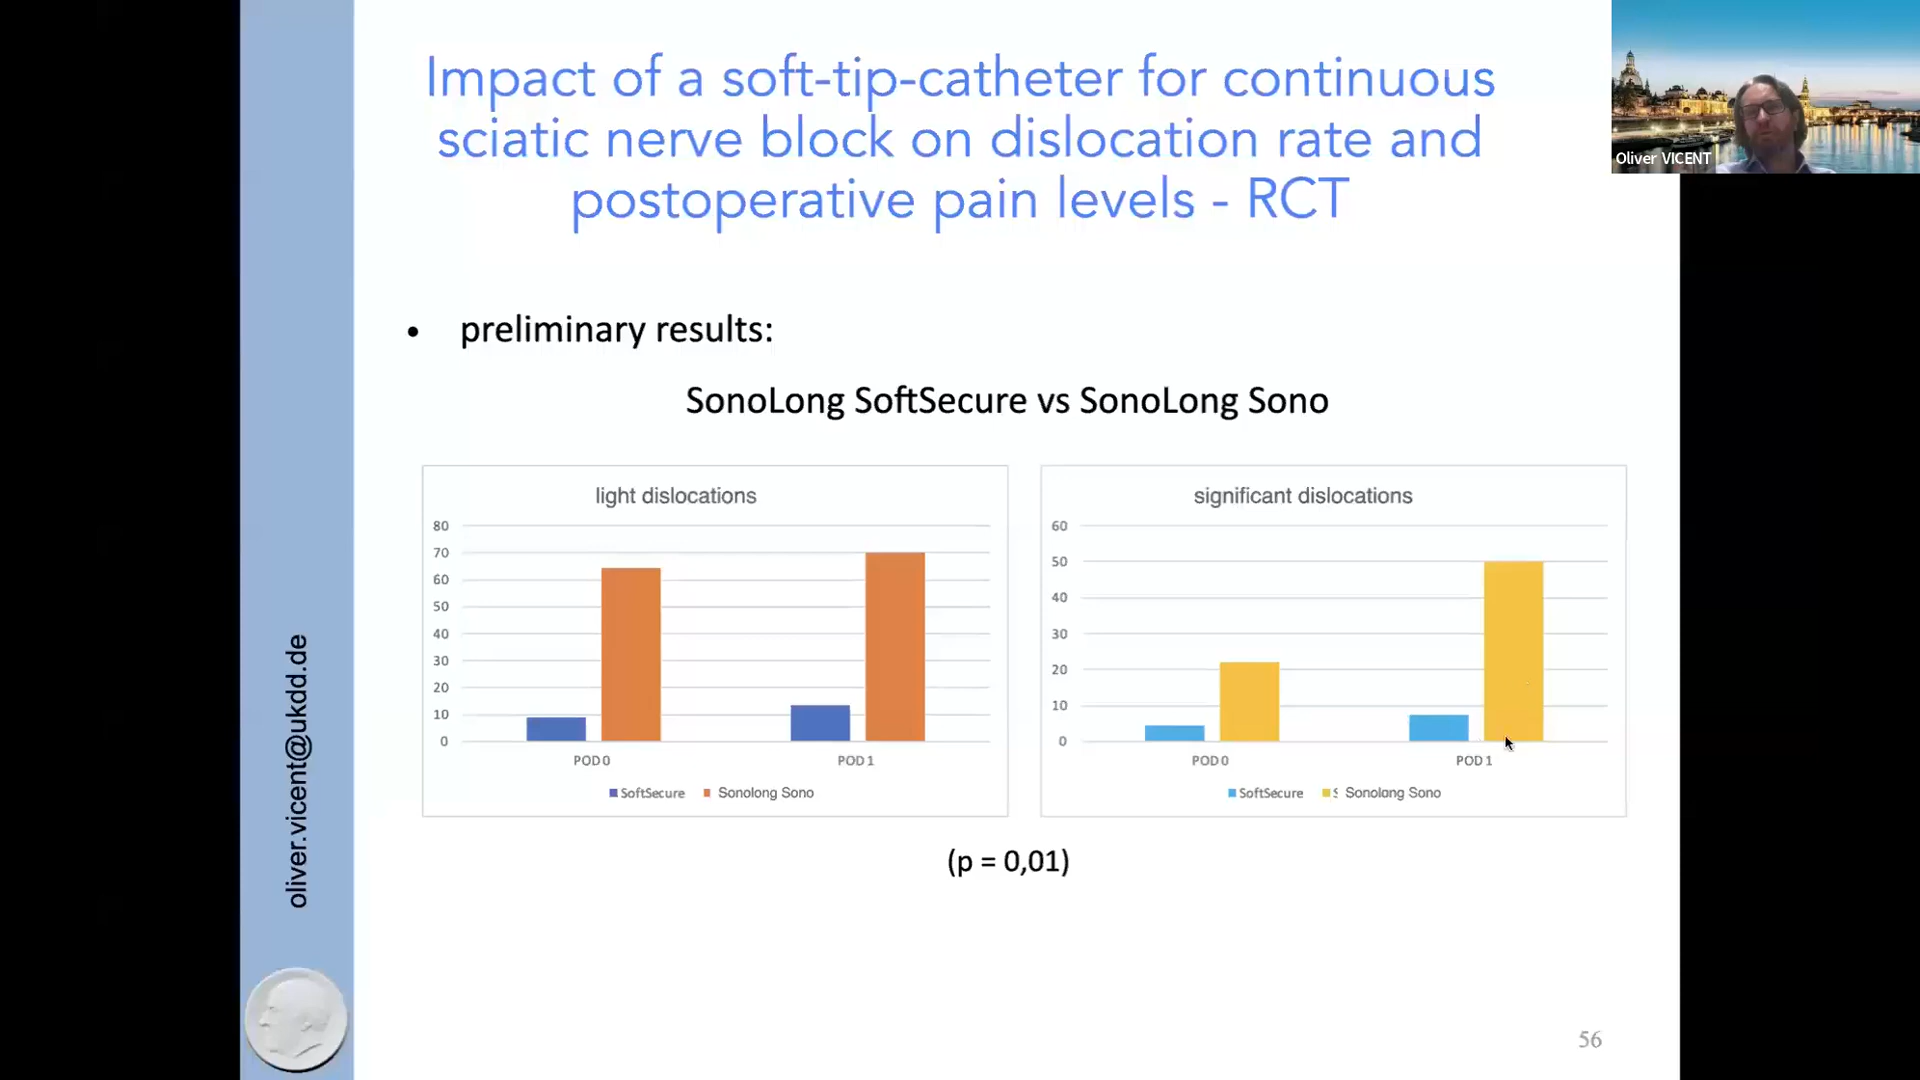 Impact of a soft-tip-catheter for continuous
sciatic nerve block on dislocation rate and
postoperative pain levels - RCT
Oliver VICENT
• preliminary results:
SonoLong SoftSecure vs SonoLong Sono
light dislocations
80
70
60
50
40
30
20
10
0
POD 0
POD 1
SoftSecure
Sonolong Sono
significant dislocations
60
50
40
30
20
10
0
POD 0
POD 1
SoftSecure
S Sonolong Sono
(p = 0,01)
oliver.vicent@ukdd.de
56